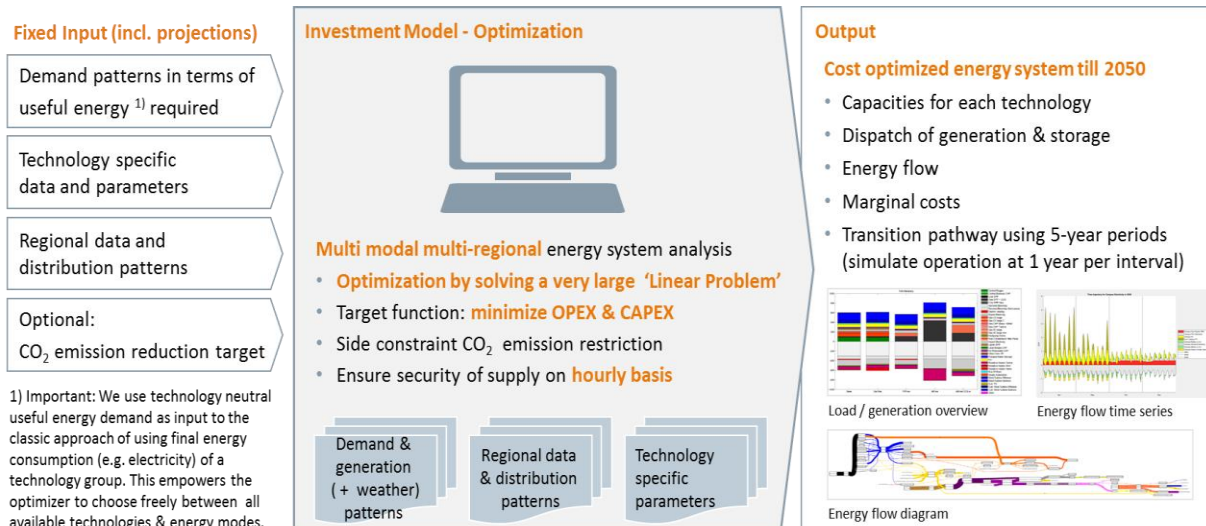 Fixed Input (incl. projections)
Demand patterns in terms of
useful energy 1) required
Technology specific
data and parameters
Regional data and
distribution patterns
Optional:
CO2 emission reduction target
1) Important: We use technology neutral
useful energy demand as input to the
classic approach of using final energy
consumption (e.g. electricity) of a
technology group. This empowers the
optimizer to choose freely between all
available technologies & energy modes.
Investment Model - Optimization
Multi modal multi-regional energy system analysis
• Optimization by solving a very large ‘Linear Problem’
• Target function: minimize OPEX & CAPEX
• Side constraint CO2 emission restriction
• Ensure security of supply on hourly basis
Demand &
generation
( + weather)
patterns
Regional data
& distribution
patterns
Technology
specific
parameters
Output
Cost optimized energy system till 2050
• Capacities for each technology
• Dispatch of generation & storage
• Energy flow
• Marginal costs
• Transition pathway using 5-year periods
(simulate operation at 1 year per interval)
Load / generation overview
Energy flow time series
Energy flow diagram